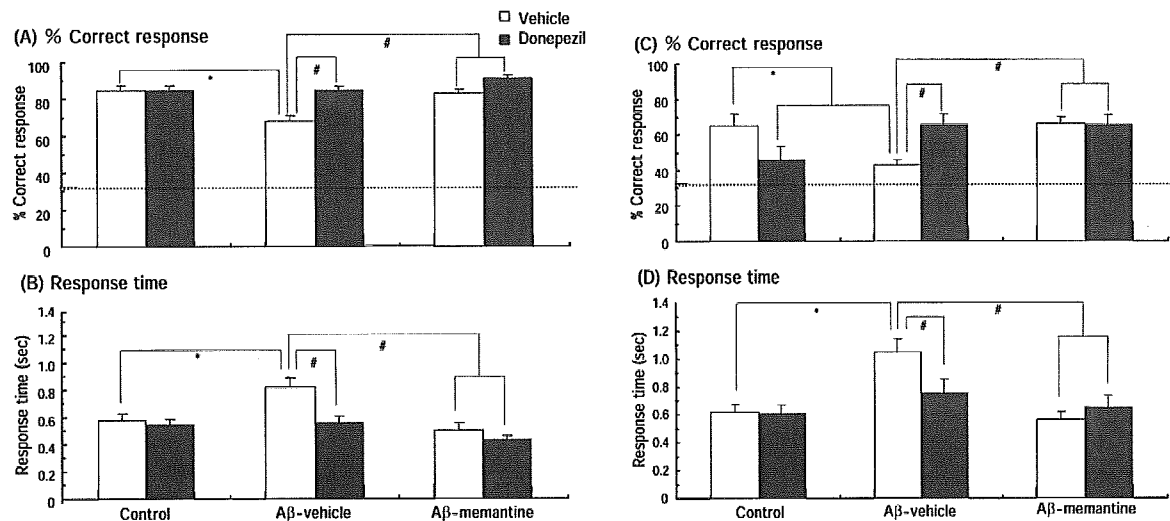 Vehicle
Donepezil
(A) % Correct response
% Correct response
100
80
60
40
20
0
*
#
#
(B) Response time
Response time (sec)
1.4
1.2
1.0
0.8
0.6
0.4
0.2
0
*
#
#
Control
Aβ-vehicle
Aβ-memantine
(C) % Correct response
% Correct response
100
80
60
40
20
0
*
#
#
(D) Response time
Response time (sec)
1.4
1.2
1.0
0.8
0.6
0.4
0.2
0
*
#
#
Control
Aβ-vehicle
Aβ-memantine